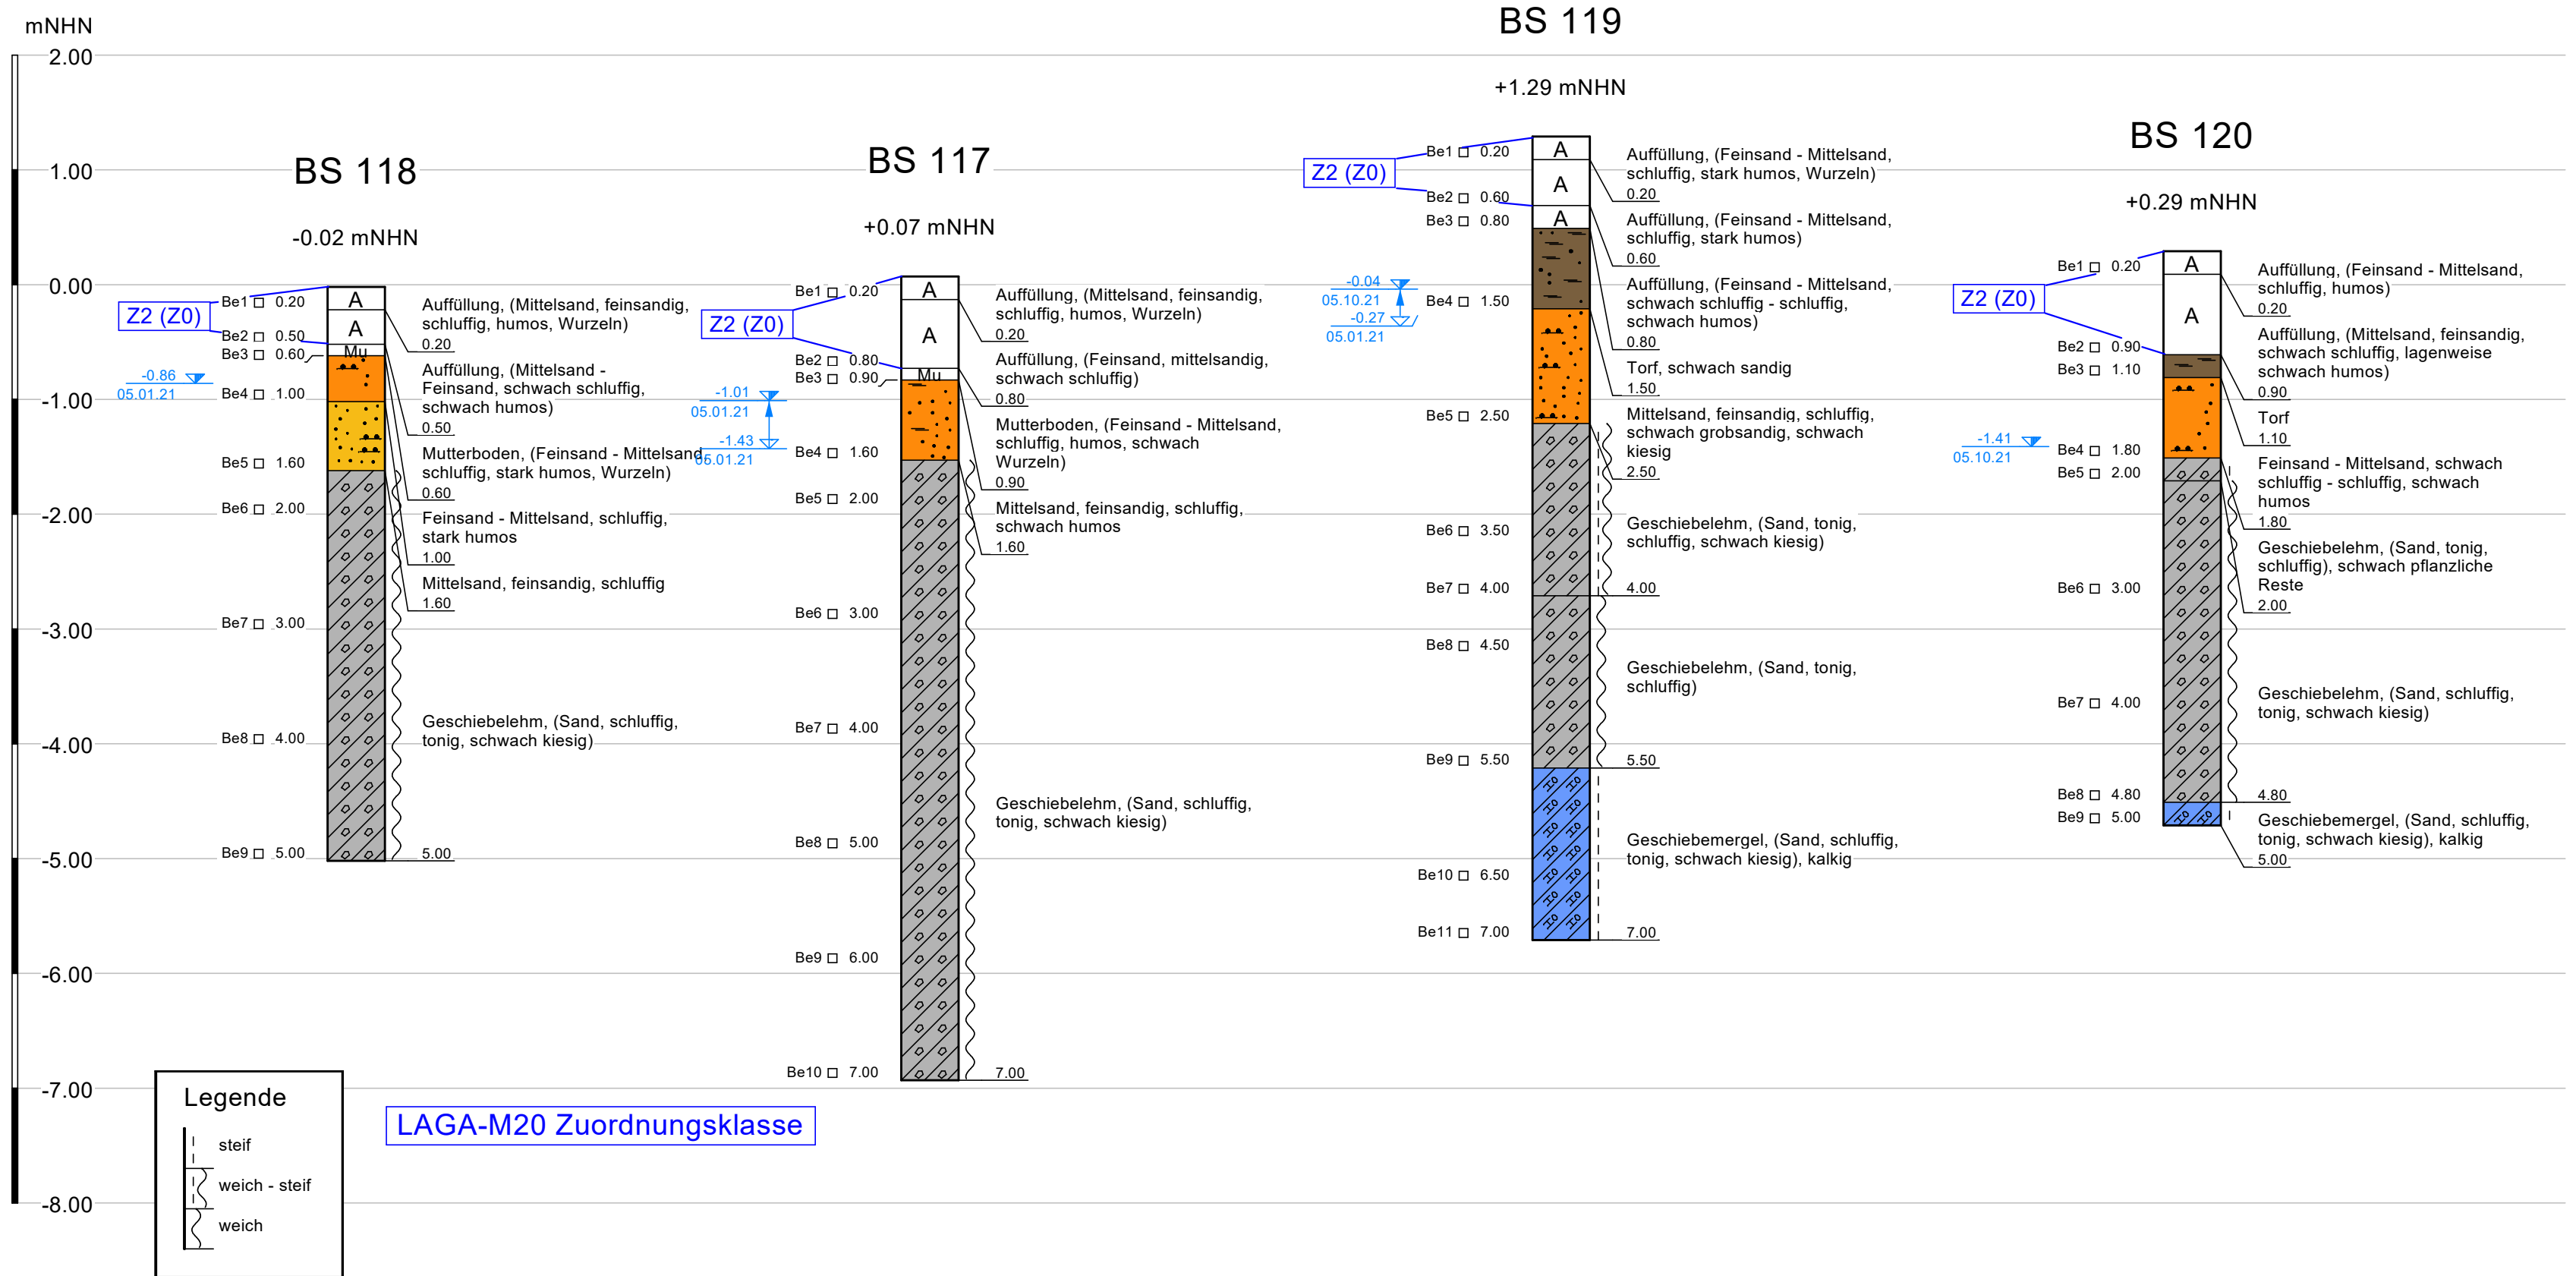 mNHN
2.00
1.00
0.00
-1.00
-2.00
-3.00
-4.00
-5.00
-6.00
-7.00
-8.00
BS 118
-0.02 mNHN
Z2 (Z0)
Be1 0.20
Be2 0.50
Be3 0.60
Be4 1.00
Be5 1.60
Be6 2.00
Be7 3.00
Be8 4.00
Be9 5.00
-0.86
05.01.21
A
A
Mu
Auffüllung, (Mittelsand, feinsandig,
schluffig, humos, Wurzeln)
0.20
Auffüllung, (Mittelsand -
Feinsand, schwach schluffig,
schwach humos)
0.50
Mutterboden, (Feinsand - Mittelsand,
schluffig, stark humos, Wurzeln)
0.60
Feinsand - Mittelsand, schluffig,
stark humos
1.00
Mittelsand, feinsandig, schluffig
1.60
Geschiebelehm, (Sand, schluffig,
tonig, schwach kiesig)
5.00
BS 117
+0.07 mNHN
Z2 (Z0)
Be1 0.20
Be2 0.80
Be3 0.90
Be4 1.60
Be5 2.00
Be6 3.00
Be7 4.00
Be8 5.00
Be9 6.00
Be10 7.00
-1.01
05.01.21
-1.43
05.01.21
A
A
Mu
Auffüllung, (Mittelsand, feinsandig,
schluffig, humos, Wurzeln)
0.20
Auffüllung, (Feinsand, mittelsandig,
schwach schluffig)
0.80
Mutterboden, (Feinsand - Mittelsand,
schluffig, humos, schwach
Wurzeln)
0.90
Mittelsand, feinsandig, schluffig,
schwach humos
1.60
Geschiebelehm, (Sand, schluffig,
tonig, schwach kiesig)
7.00
BS 119
+1.29 mNHN
Z2 (Z0)
Be1 0.20
Be2 0.60
Be3 0.80
Be4 1.50
Be5 2.50
Be6 3.50
Be7 4.00
Be8 4.50
Be9 5.50
Be10 6.50
Be11 7.00
-0.04
05.10.21
-0.27
05.01.21
A
A
A
Auffüllung, (Feinsand - Mittelsand,
schluffig, stark humos, Wurzeln)
0.20
Auffüllung, (Feinsand - Mittelsand,
schluffig, stark humos)
0.60
Auffüllung, (Feinsand - Mittelsand,
schwach schluffig - schluffig,
schwach humos)
0.80
Torf, schwach sandig
1.50
Mittelsand, feinsandig, schluffig,
schwach grobsandig, schwach
kiesig
2.50
Geschiebelehm, (Sand, tonig,
schluffig, schwach kiesig)
4.00
Geschiebelehm, (Sand, tonig,
schluffig)
5.50
Geschiebemergel, (Sand, schluffig,
tonig, schwach kiesig), kalkig
7.00
BS 120
+0.29 mNHN
Z2 (Z0)
Be1 0.20
Be2 0.90
Be3 1.10
Be4 1.80
Be5 2.00
Be6 3.00
Be7 4.00
Be8 4.80
Be9 5.00
-1.41
05.10.21
A
A
Auffüllung, (Feinsand - Mittelsand,
schluffig, humos)
0.20
Auffüllung, (Mittelsand, feinsandig,
schwach schluffig, lagenweise
schwach humos)
0.90
Torf
1.10
Feinsand - Mittelsand, schwach
schluffig - schluffig, schwach
humos
1.80
Geschiebelehm, (Sand, tonig,
schluffig), schwach pflanzliche
Reste
2.00
Geschiebelehm, (Sand, schluffig,
tonig, schwach kiesig)
4.80
Geschiebemergel, (Sand, schluffig,
tonig, schwach kiesig), kalkig
5.00
Legende
steif
weich - steif
weich
LAGA-M20 Zuordnungsklasse